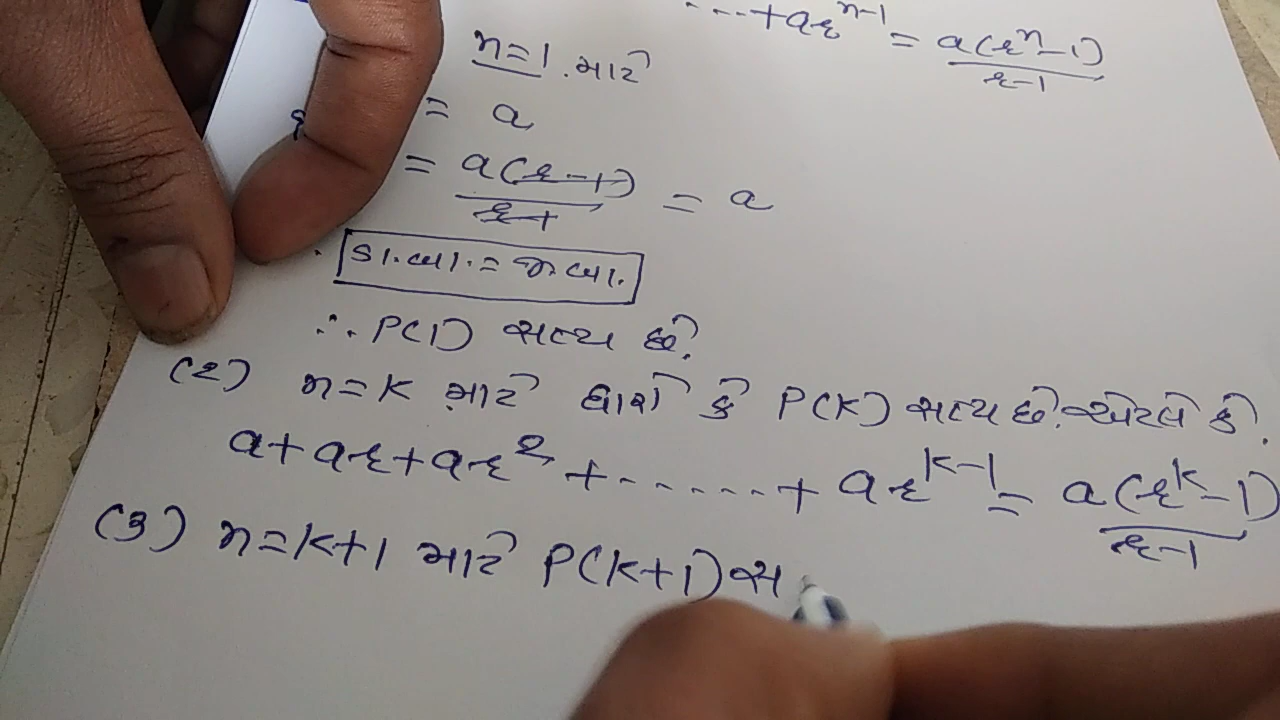 ....+ar^{n-1} = a(r^n-1)/r-1
n=1 માટે
= a
= a(r-1)/r-1 = a
ડા.બા. = જ.બા.
∴ P(1) સત્ય છે.
(2) n=k માટે ધારો કે P(k) સત્ય છે. એટલે કે.
a+ar+ar^2+......+ar^{k-1} = a(r^k-1)/r-1
(3) n=k+1 માટે P(k+1) સ